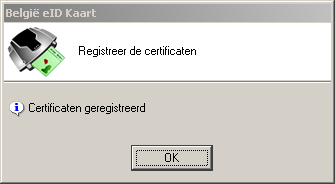 België eID Kaart
Registreer de certificaten
Certificaten geregistreerd
OK